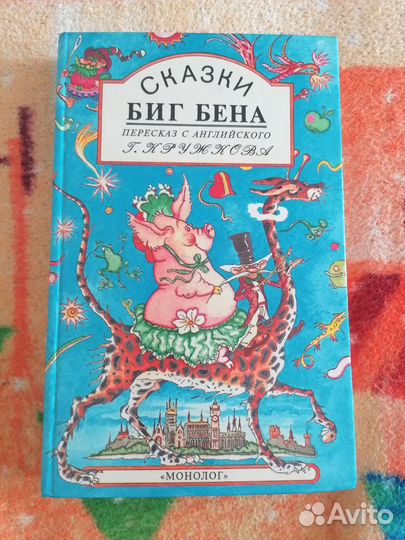 СКАЗКИ
БИГ БЕНА
ПЕРЕСКАЗ С АНГЛИЙСКОГО
Г. КРУЖКОВА
«МОНОЛОГ»
Avito